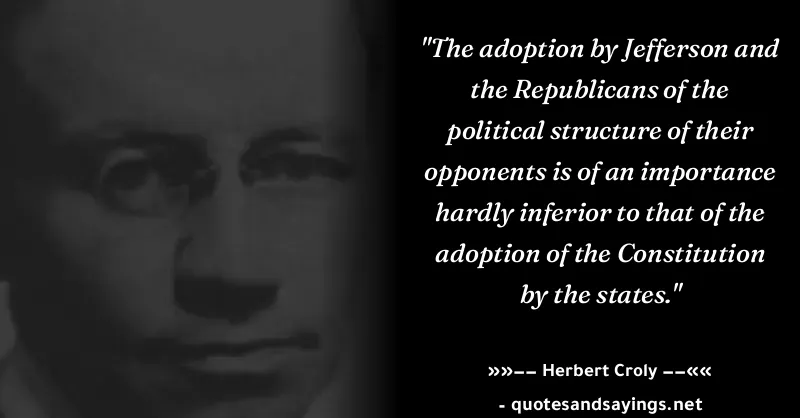 "The adoption by Jefferson and
the Republicans of the
political structure of their
opponents is of an importance
hardly inferior to that of the
adoption of the Constitution
by the states."
»»−− Herbert Croly −−««
- quotesandsayings.net